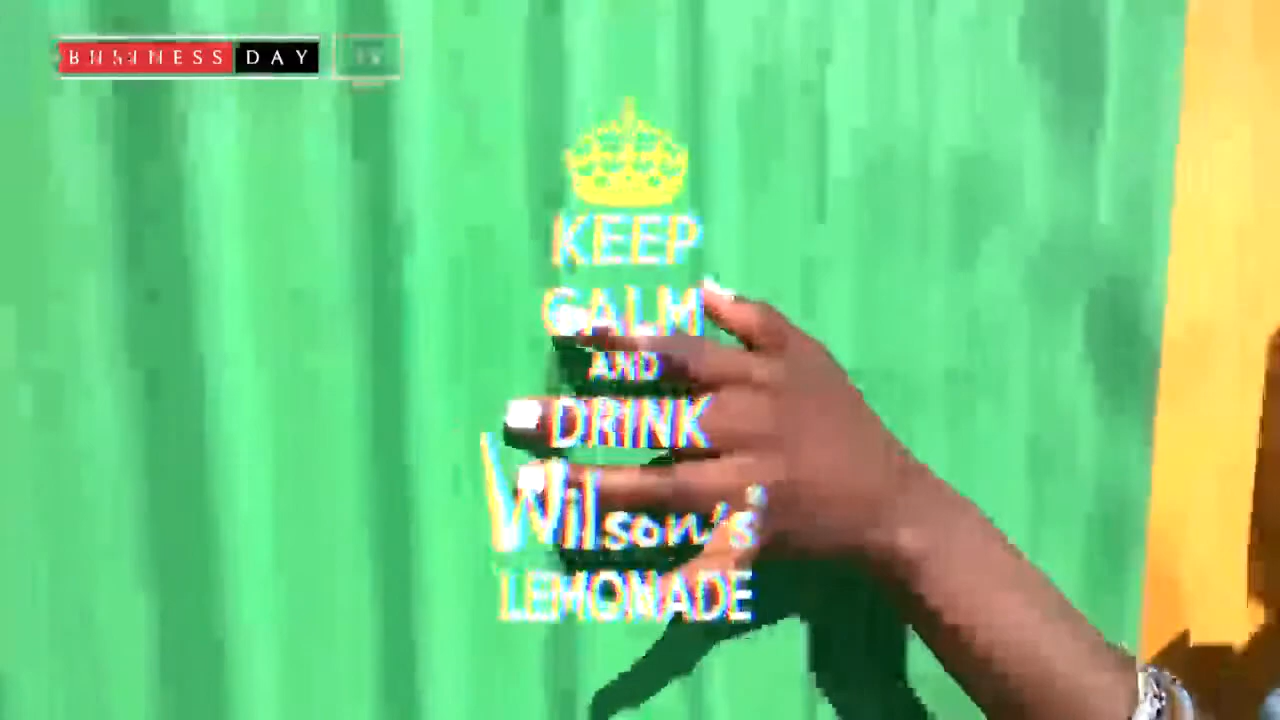 BUSINESS DAY TV
KEEP
CALM
AND
DRINK
Wilson's
LEMONADE